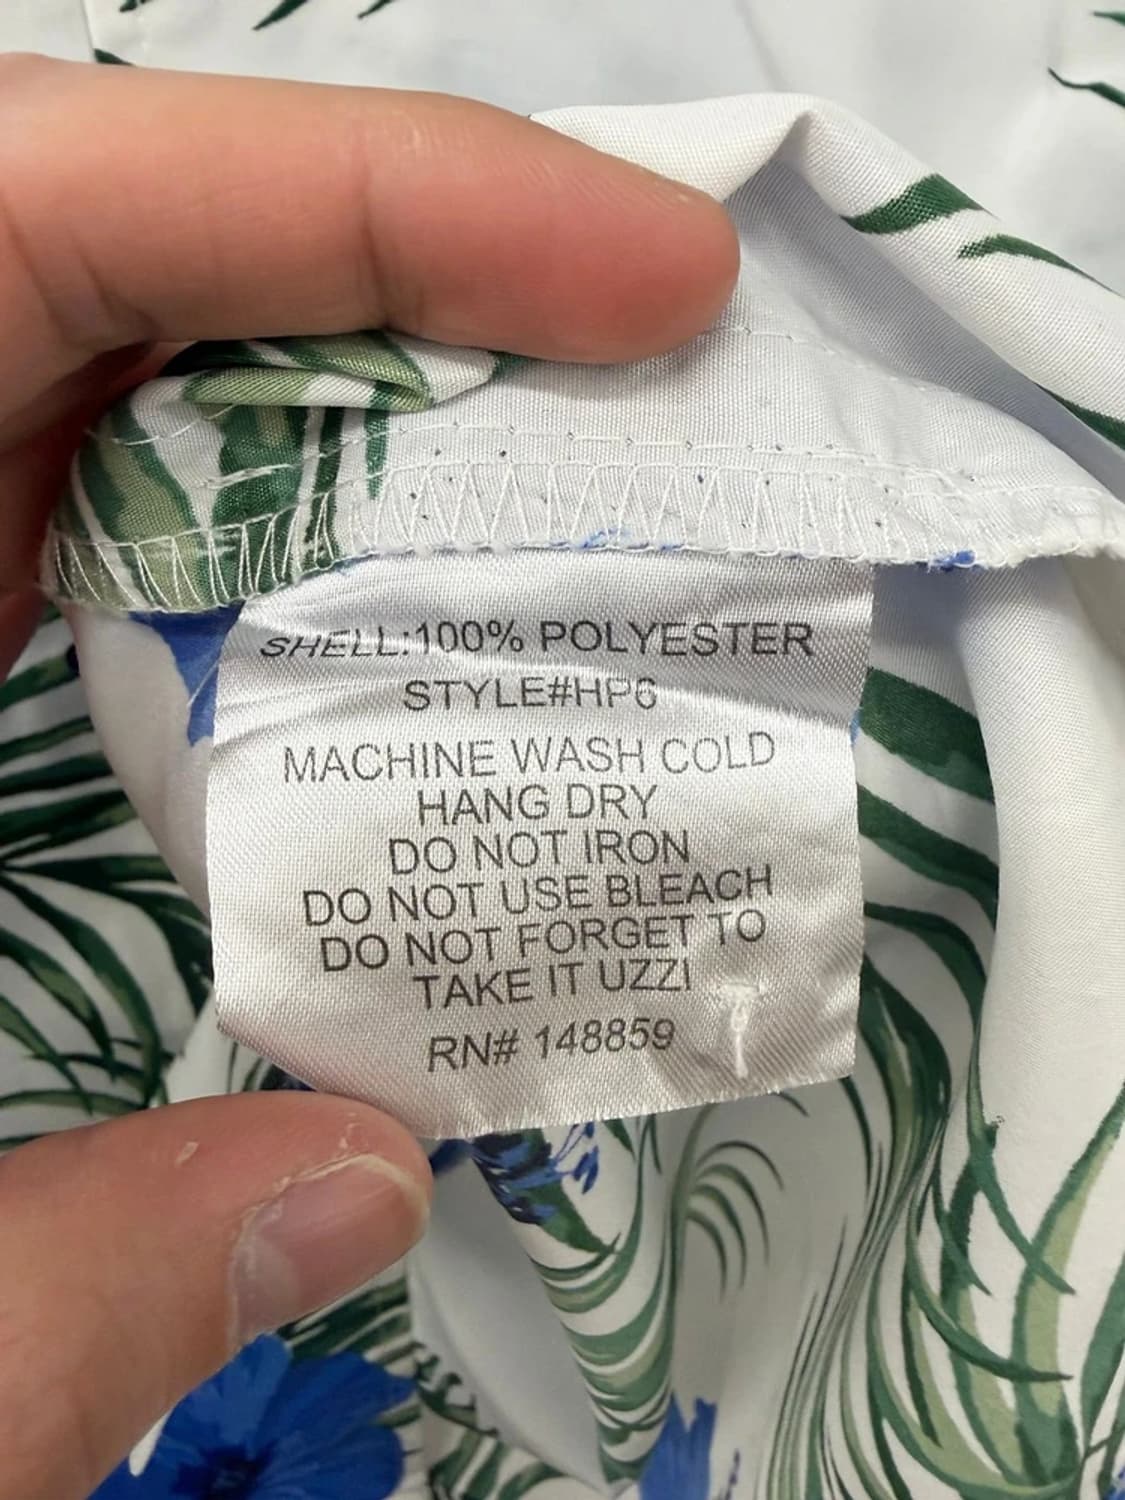 SHELL:100% POLYESTER
STYLE#HP6
MACHINE WASH COLD
HANG DRY
DO NOT IRON
DO NOT USE BLEACH
DO NOT FORGET TO
TAKE IT UZZI
RN# 148859